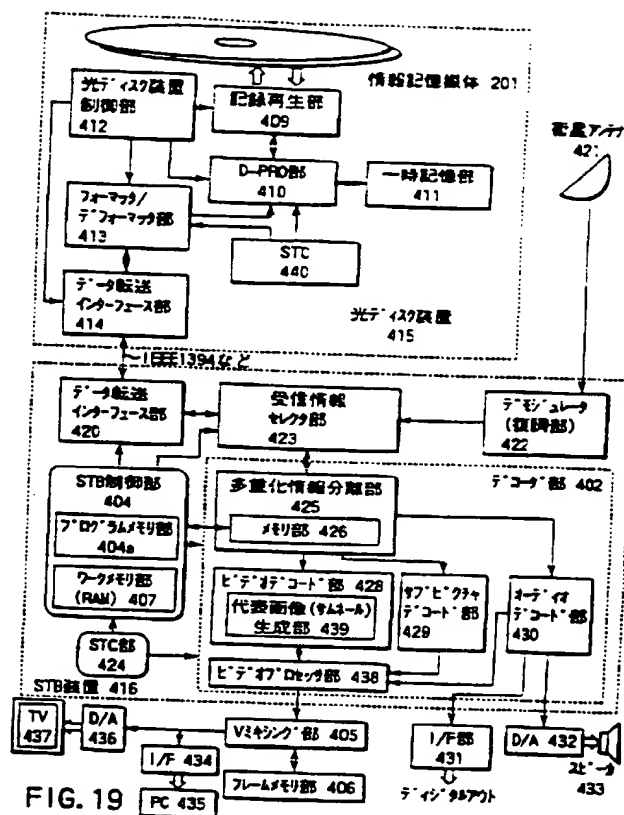 情報記憶媒体 201
光ディスク装置
制御部
412
記録再生部
409
衛星アンテナ
421
D-PRO部
410
一時記憶部
411
フォーマッタ/
デフォーマッタ部
413
STC
440
データ転送
インターフェース部
414
光ディスク装置
415
~IEEE1394など
データ転送
インターフェース部
420
受信情報
セレクタ部
423
デモジュレータ
(復調部)
422
STB制御部
404
プログラムメモリ部
404a
ワークメモリ部
(RAM) 407
多重化情報分離部
425
メモリ部 426
デコーダ部 402
ビデオデコード部 428
代表画像(サムネール)
生成部 439
サブピクチャ
デコード部
429
オーディオ
デコード部
430
STC部
424
STB装置 416
ビデオプロセッサ部 438
TV
437
D/A
436
Vミキシング部 405
I/F 434
フレームメモリ部 406
PC 435
I/F部
431
ディジタルアウト
D/A 432
スピーカ
433
FIG. 19